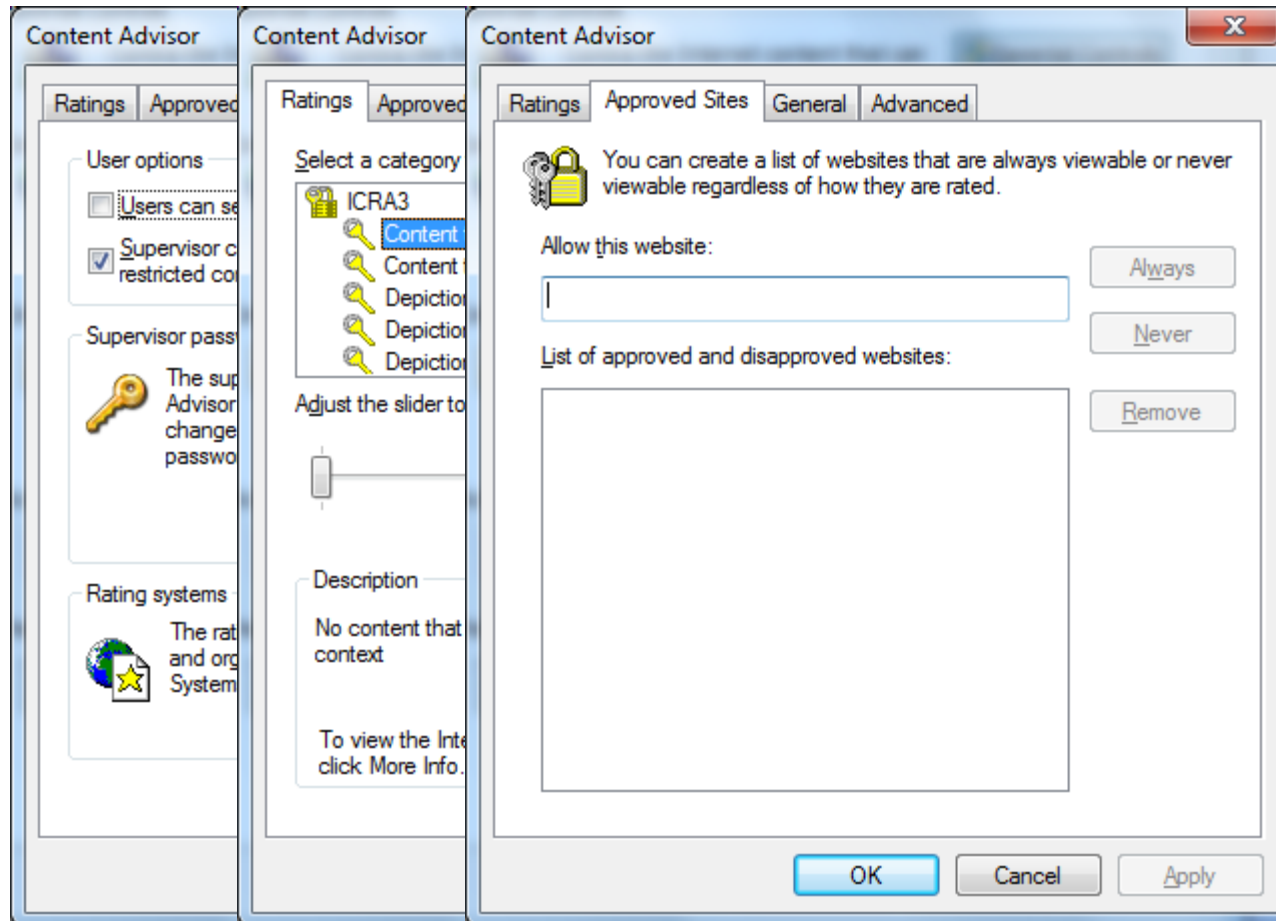 Content Advisor
Ratings Approved
User options
Users can se
Supervisor c
restricted co
Supervisor pass
The sup
Advisor
change
passwo
Rating systems
The rat
and org
System
Content Advisor
Ratings Approved
Select a category
ICRA3
Content
Content
Depiction
Depiction
Depiction
Adjust the slider to
Description
No content that
context
To view the Inte
click More Info.
Content Advisor
Ratings Approved Sites General Advanced
You can create a list of websites that are always viewable or never
viewable regardless of how they are rated.
Allow this website:
Always
Never
List of approved and disapproved websites:
Remove
OK Cancel Apply